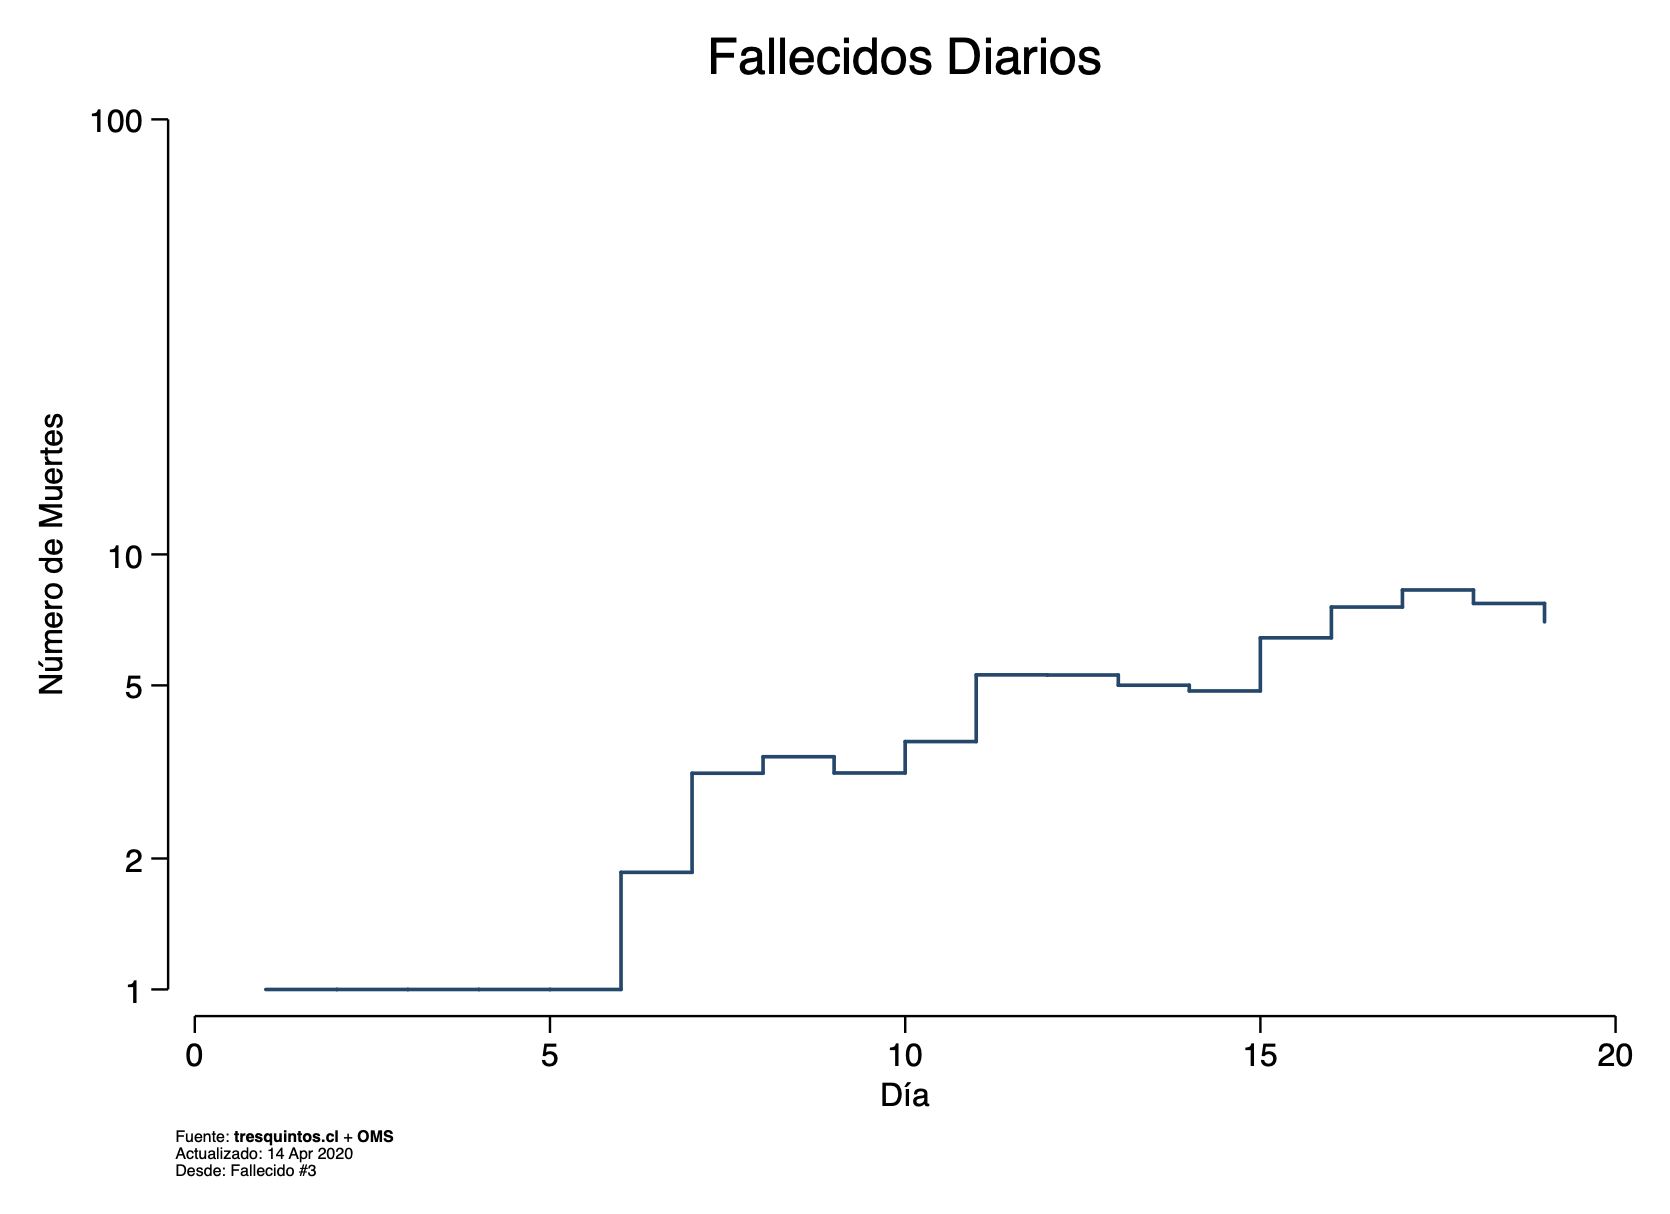 Fallecidos Diarios
100
10
5
2
1
Número de Muertes
0 5 10 15 20
Día
Fuente: tresquintos.cl + OMS
Actualizado: 14 Apr 2020
Desde: Fallecido #3